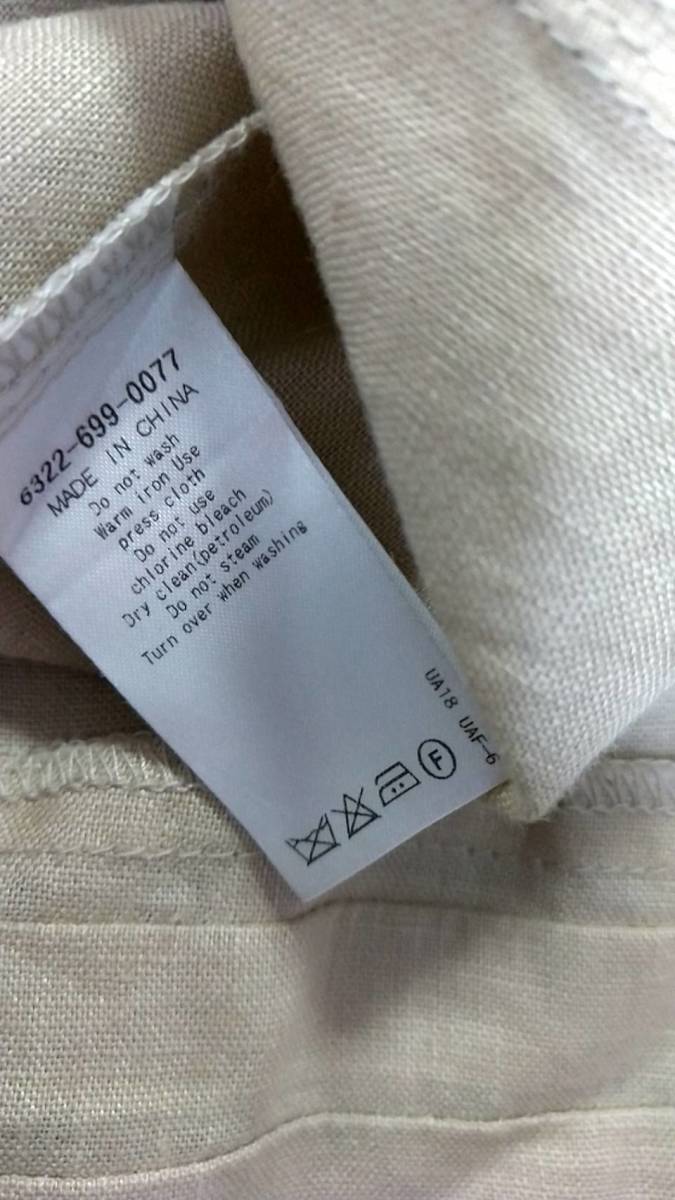 6322-699-0077
MADE IN CHINA
Do not wash
Warm iron Use
press cloth
Do not use
chlorine bleach
Dry clean(petroleum)
Do not steam
Turn over when washing
UA18 UAF-6
F